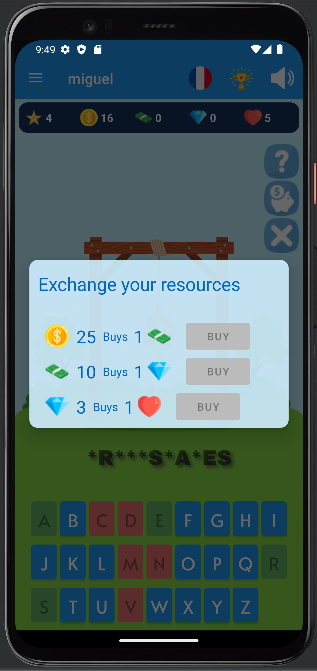 9:49
miguel
4 16 0 0 5
?
Exchange your resources
25 Buys 1 BUY
10 Buys 1 BUY
3 Buys 1 BUY
*R***S*A*ES
A B C D E F G H I
J K L M N O P Q R
S T U V W X Y Z